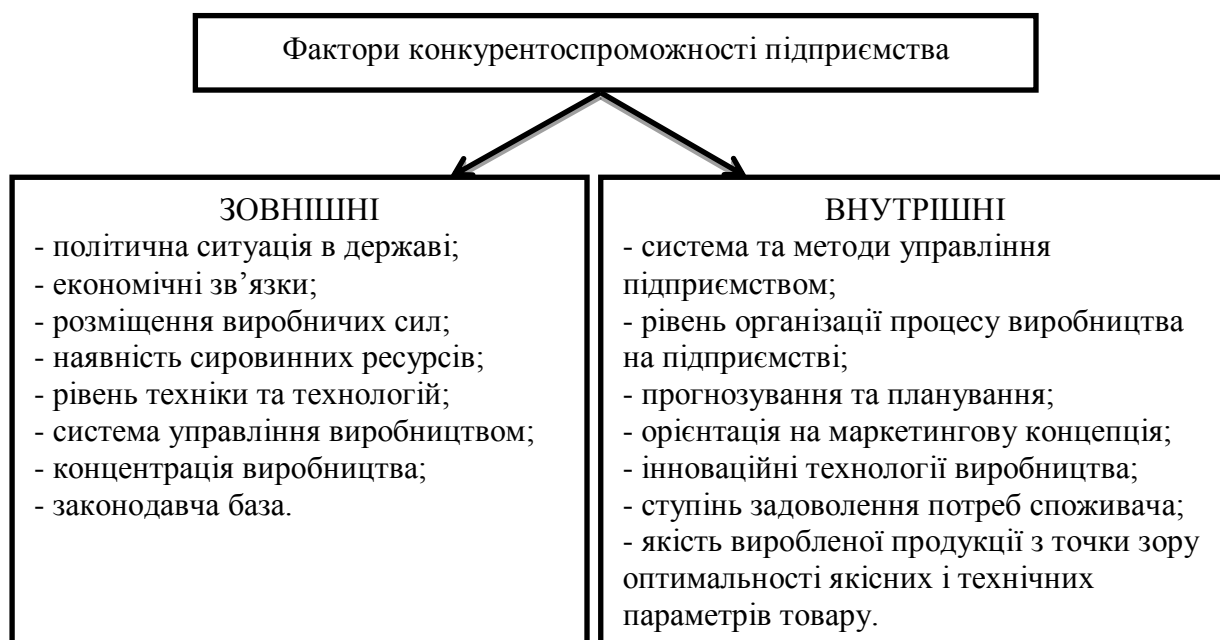 Фактори конкурентоспроможності підприємства
ЗОВНІШНІ
- політична ситуація в державі;
- економічні зв’язки;
- розміщення виробничих сил;
- наявність сировинних ресурсів;
- рівень техніки та технологій;
- система управління виробництвом;
- концентрація виробництва;
- законодавча база.
ВНУТРІШНІ
- система та методи управління
підприємством;
- рівень організації процесу виробництва
на підприємстві;
- прогнозування та планування;
- орієнтація на маркетингову концепція;
- інноваційні технології виробництва;
- ступінь задоволення потреб споживача;
- якість виробленої продукції з точки зору
оптимальності якісних і технічних
параметрів товару.